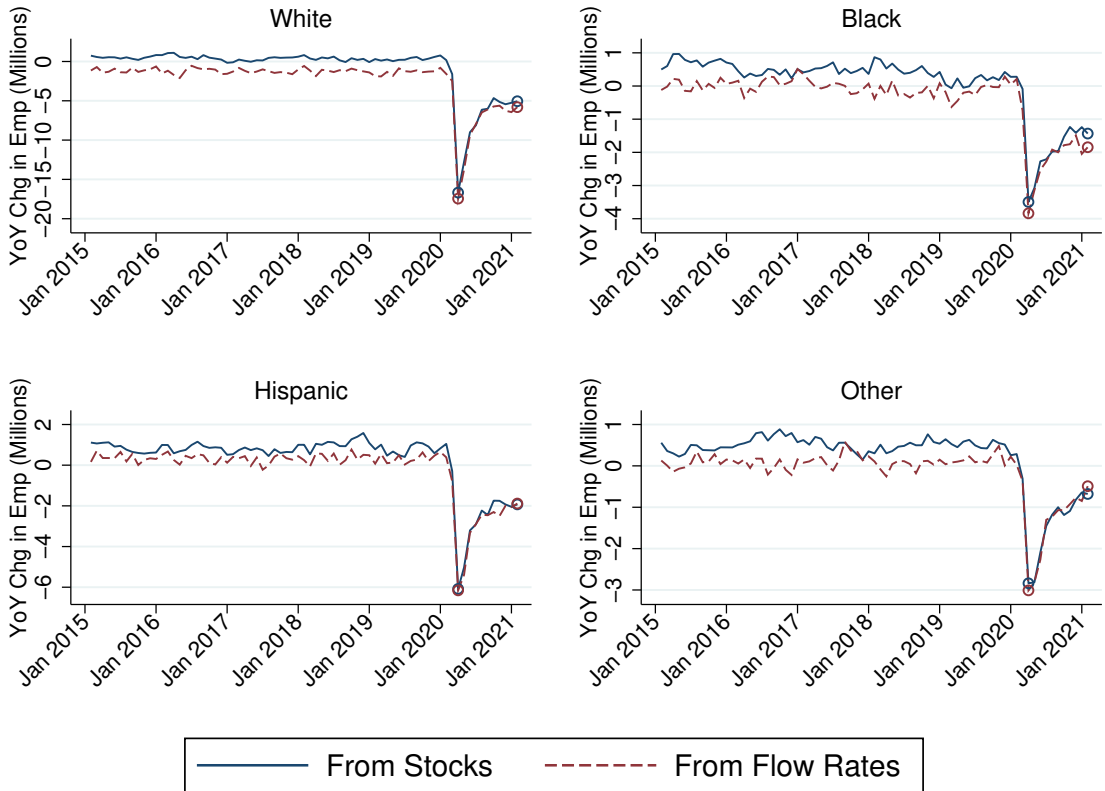 White
YoY Chg in Emp (Millions)
0
−5
−10
−15
−20
Jan 2015
Jan 2016
Jan 2017
Jan 2018
Jan 2019
Jan 2020
Jan 2021
Black
YoY Chg in Emp (Millions)
1
0
−1
−2
−3
−4
Jan 2015
Jan 2016
Jan 2017
Jan 2018
Jan 2019
Jan 2020
Jan 2021
Hispanic
YoY Chg in Emp (Millions)
2
0
−2
−4
−6
Jan 2015
Jan 2016
Jan 2017
Jan 2018
Jan 2019
Jan 2020
Jan 2021
Other
YoY Chg in Emp (Millions)
1
0
−1
−2
−3
Jan 2015
Jan 2016
Jan 2017
Jan 2018
Jan 2019
Jan 2020
Jan 2021
From Stocks
From Flow Rates